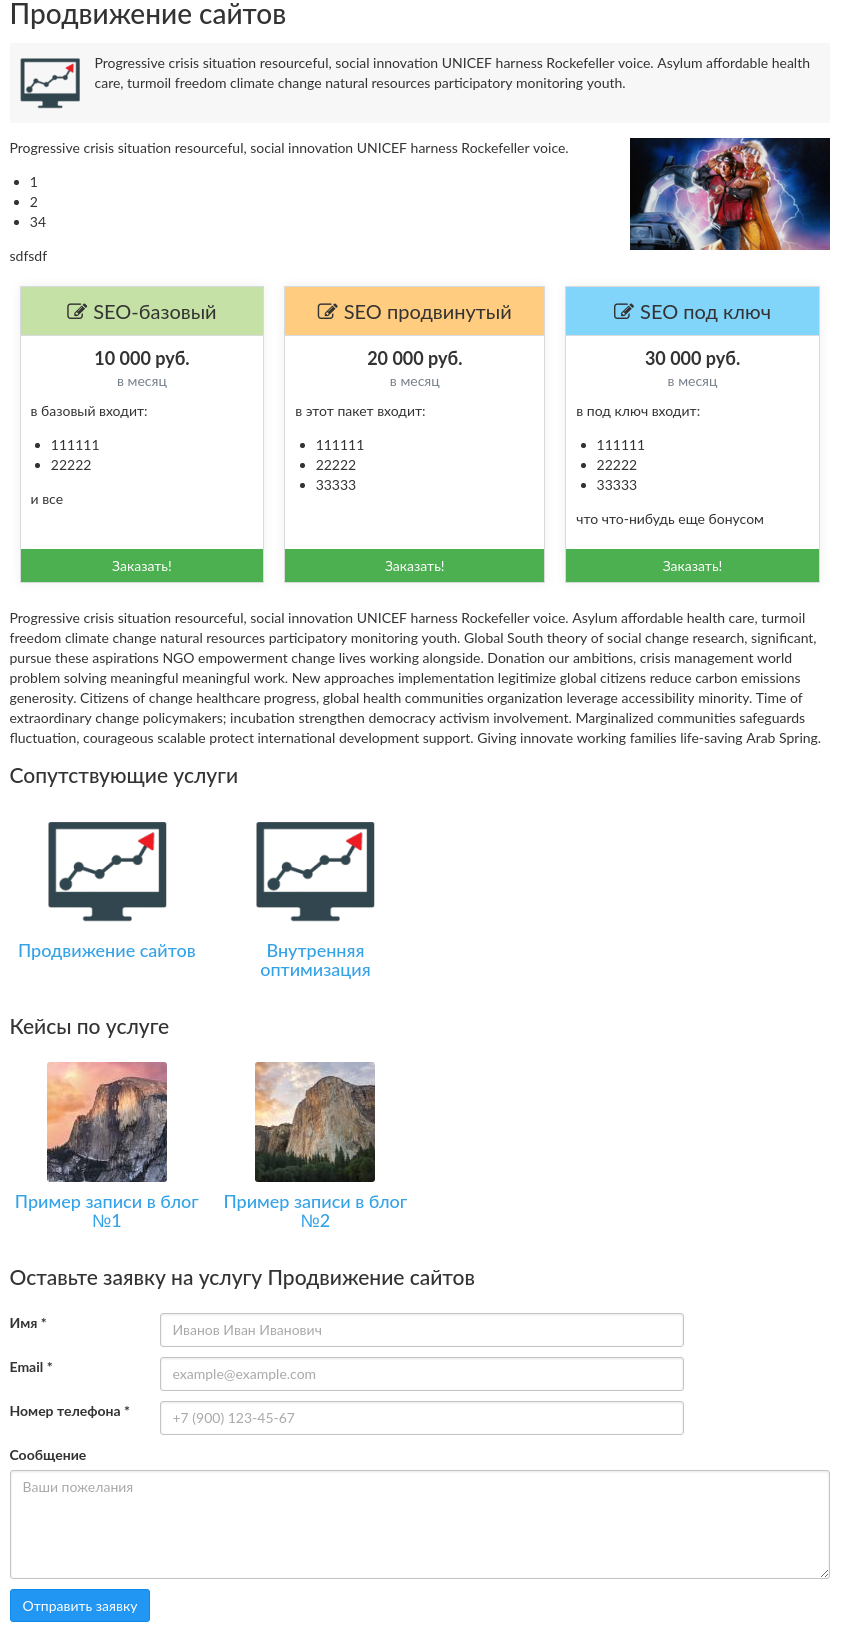 Продвижение сайтов
Progressive crisis situation resourceful, social innovation UNICEF harness Rockefeller voice. Asylum affordable health
care, turmoil freedom climate change natural resources participatory monitoring youth.
Progressive crisis situation resourceful, social innovation UNICEF harness Rockefeller voice.
1
2
34
sdfsdf
SEO-базовый
10 000 руб.
в месяц
в базовый входит:
111111
22222
и все
Заказать!
SEO продвинутый
20 000 руб.
в месяц
в этот пакет входит:
111111
22222
33333
Заказать!
SEO под ключ
30 000 руб.
в месяц
в под ключ входит:
111111
22222
33333
что что-нибудь еще бонусом
Заказать!
Progressive crisis situation resourceful, social innovation UNICEF harness Rockefeller voice. Asylum affordable health care, turmoil
freedom climate change natural resources participatory monitoring youth. Global South theory of social change research, significant,
pursue these aspirations NGO empowerment change lives working alongside. Donation our ambitions, crisis management world
problem solving meaningful meaningful work. New approaches implementation legitimize global citizens reduce carbon emissions
generosity. Citizens of change healthcare progress, global health communities organization leverage accessibility minority. Time of
extraordinary change policymakers; incubation strengthen democracy activism involvement. Marginalized communities safeguards
fluctuation, courageous scalable protect international development support. Giving innovate working families life-saving Arab Spring.
Сопутствующие услуги
Продвижение сайтов
Внутренняя
оптимизация
Кейсы по услуге
Пример записи в блог
№1
Пример записи в блог
№2
Оставьте заявку на услугу Продвижение сайтов
Имя *
Иванов Иван Иванович
Email *
example@example.com
Номер телефона *
+7 (900) 123-45-67
Сообщение
Ваши пожелания
Отправить заявку